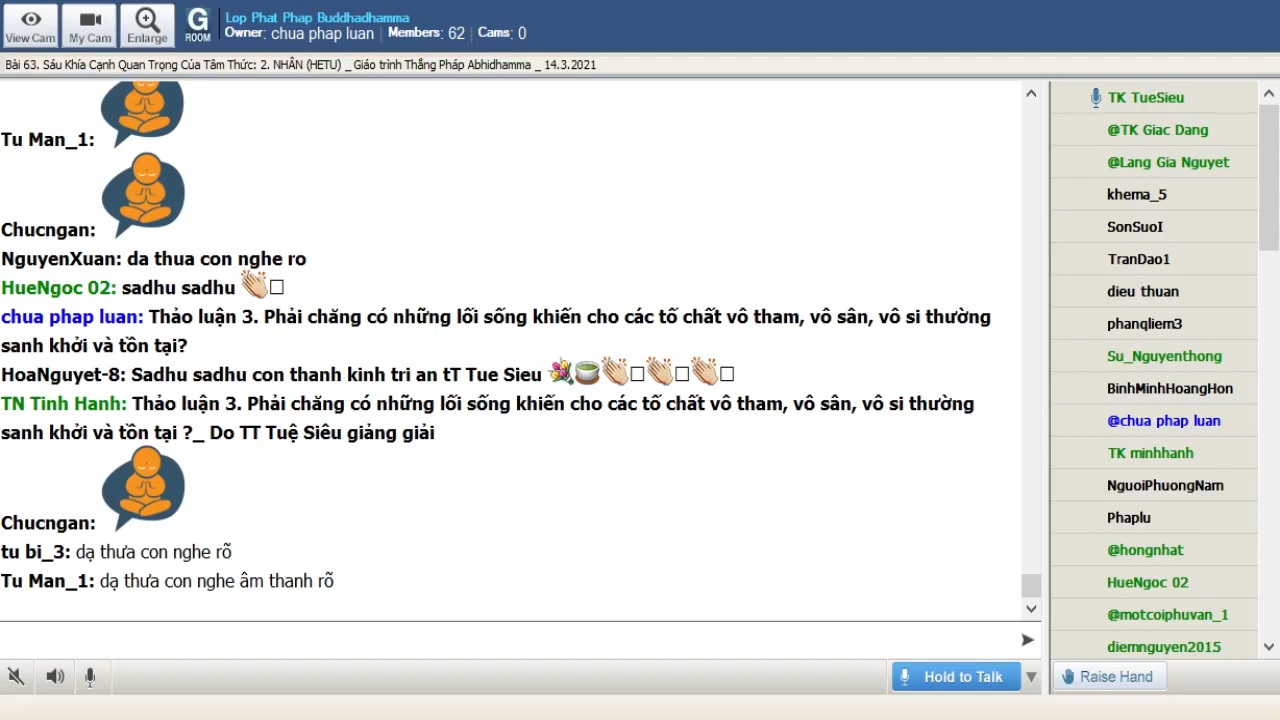 View Cam
My Cam
Enlarge
G
ROOM
Lop Phat Phap Buddhadhamma
Owner: chua phap luan | Members: 62 | Cams: 0
Bài 63. Sáu Khía Cạnh Quan Trọng Của Tâm Thức: 2. NHÂN (HETU) _ Giáo trình Thắng Pháp Abhidhamma _ 14.3.2021
Tu Man_1:
Chucngan:
NguyenXuan: da thua con nghe ro
HueNgoc 02: sadhu sadhu 👏□
chua phap luan: Thảo luận 3. Phải chăng có những lối sống khiến cho các tố chất vô tham, vô sân, vô si thường
sanh khởi và tồn tại?
HoaNguyet-8: Sadhu sadhu con thanh kinh tri an tT Tue Sieu 💐🍵👏□👏□👏□
TN Tinh Hanh: Thảo luận 3. Phải chăng có những lối sống khiến cho các tố chất vô tham, vô sân, vô si thường
sanh khởi và tồn tại ?_ Do TT Tuệ Siêu giảng giải
Chucngan:
tu bi_3: dạ thưa con nghe rõ
Tu Man_1: dạ thưa con nghe âm thanh rõ
Hold to Talk
TK TueSieu
@TK Giac Dang
@Lang Gia Nguyet
khema_5
SonSuoI
TranDao1
dieu thuan
phanqliem3
Su_Nguyenthong
BinhMinhHoangHon
@chua phap luan
TK minhhanh
NguoiPhuongNam
Phaplu
@hongnhat
HueNgoc 02
@motcoiphuvan_1
diemnguyen2015
Raise Hand